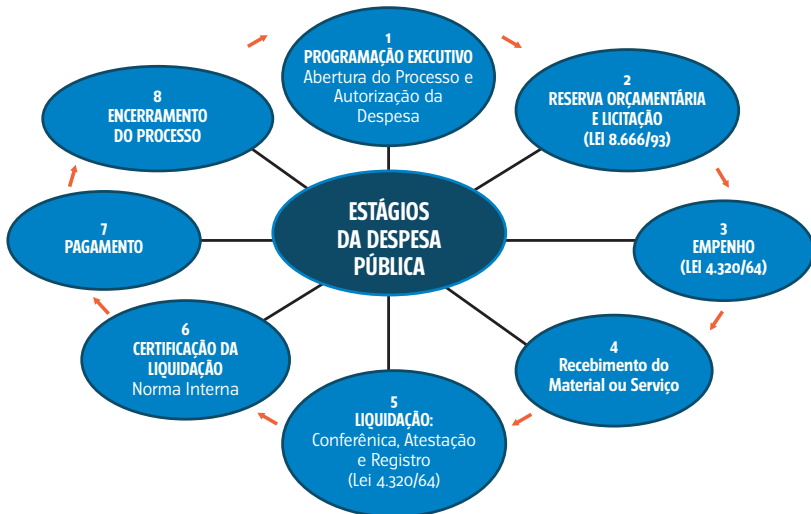 1
PROGRAMAÇÃO EXECUTIVO
Abertura do Processo e
Autorização da
Despesa
2
RESERVA ORÇAMENTÁRIA
E LICITAÇÃO
(LEI 8.666/93)
3
EMPENHO
(LEI 4.320/64)
4
Recebimento do
Material ou Serviço
5
LIQUIDAÇÃO:
Conferênica, Atestação
e Registro
(Lei 4.320/64)
6
CERTIFICAÇÃO DA
LIQUIDAÇÃO
Norma Interna
7
PAGAMENTO
8
ENCERRAMENTO
DO PROCESSO
ESTÁGIOS
DA DESPESA
PÚBLICA